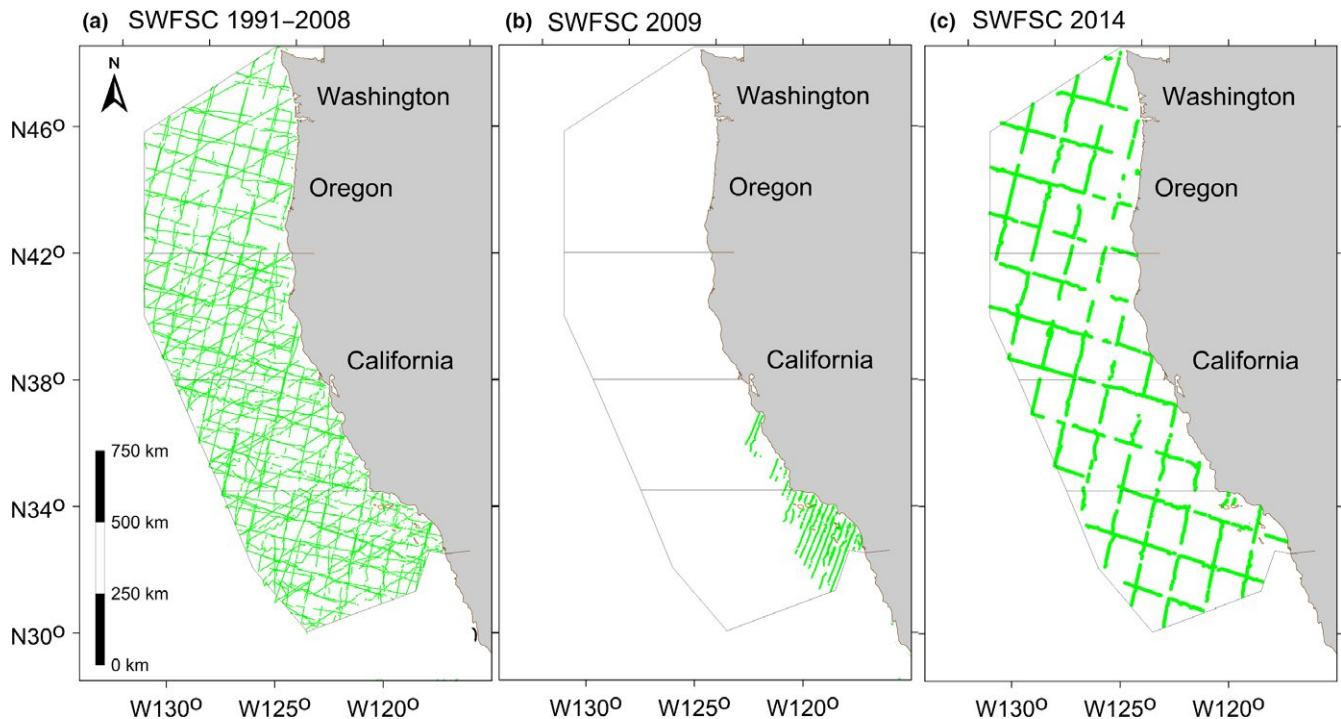 (a) SWFSC 1991–2008
(b) SWFSC 2009
(c) SWFSC 2014
N
Washington
Washington
Washington
N46º
Oregon
Oregon
Oregon
N42º
California
California
N38º
750 km
N34º
500 km
250 km
N30º
0 km
W130º W125º W120º
W130º W125º W120º
W130º W125º W120º